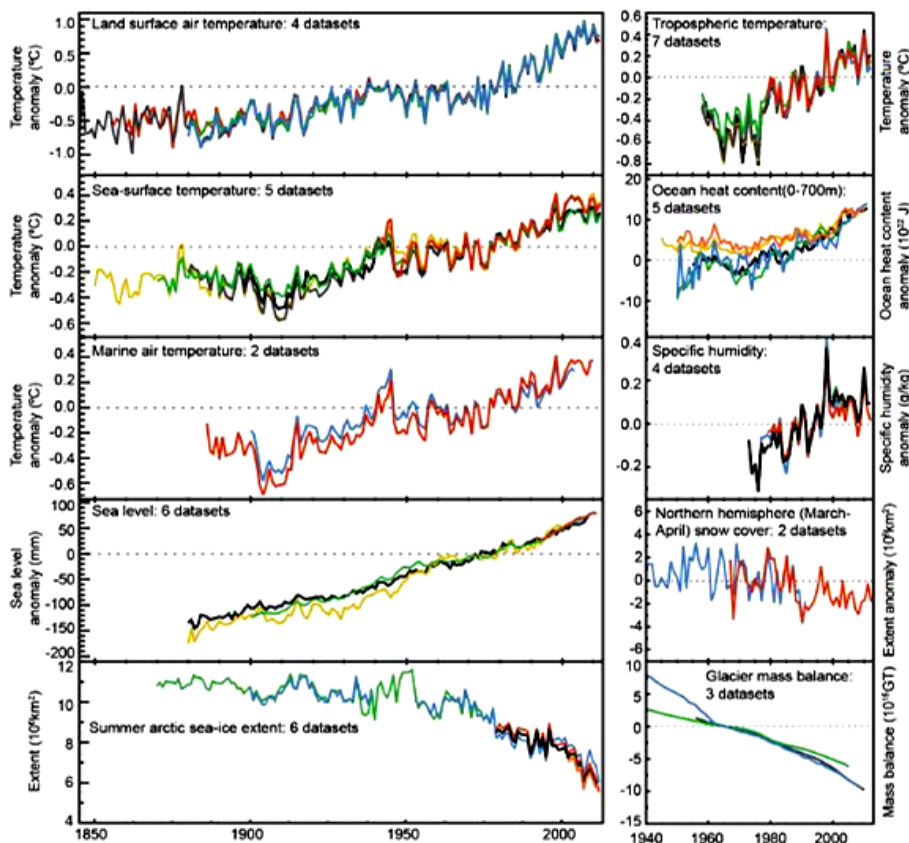 Land surface air temperature: 4 datasets
1.0
0.5
0.0
-0.5
-1.0
Temperature
anomaly (ºC)
Tropospheric temperature:
7 datasets
0.6
0.4
0.2
0.0
-0.2
-0.4
-0.6
-0.8
Temperature
anomaly (ºC)
Sea-surface temperature: 5 datasets
0.4
0.2
0.0
-0.2
-0.4
-0.6
Temperature
anomaly (ºC)
Ocean heat content(0-700m):
5 datasets
20
10
0
-10
Ocean heat content
anomaly (10²² J)
Marine air temperature: 2 datasets
0.4
0.2
0.0
-0.2
-0.4
-0.6
Temperature
anomaly (ºC)
Specific humidity:
4 datasets
0.4
0.2
0.0
-0.2
Specific humidity
anomaly (g/kg)
Sea level: 6 datasets
100
50
0
-50
-100
-150
-200
Sea level
anomaly (mm)
Northern hemisphere (March-
April) snow cover: 2 datasets
6
4
2
0
-2
-4
-6
Extent anomaly (10⁶km²)
Summer arctic sea-ice extent: 6 datasets
12
10
8
6
4
Extent (10⁶km²)
1850
1900
1950
2000
Glacier mass balance:
3 datasets
10
5
0
-5
-10
-15
Mass balance (10¹⁵GT)
1940
1960
1980
2000